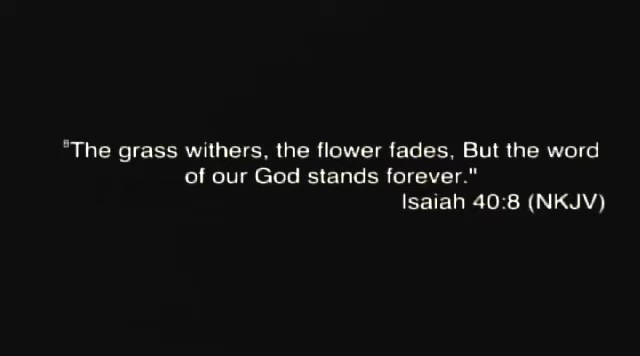 ⁸The grass withers, the flower fades, But the word
of our God stands forever."
Isaiah 40:8 (NKJV)